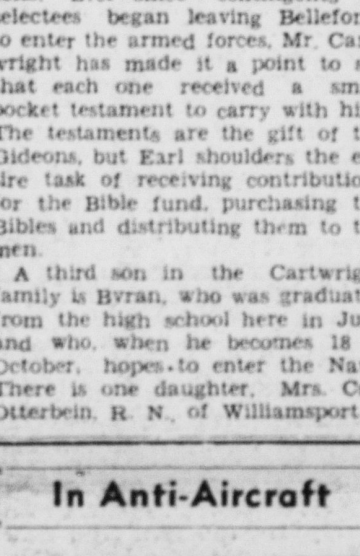 electees began leaving Bellefon
o enter the armed forces, Mr. Car
wright has made it a point to s
hat each one received a sm
pocket testament to carry with hi
The testaments are the gift of t
Gideons, but Earl shoulders the e
ire task of receiving contributio
or the Bible fund, purchasing t
Bibles and distributing them to t
men.
A third son in the Cartwrig
family is Byran, who was graduat
from the high school here in Ju
and who, when he becomes 18
October, hopes to enter the Na
There is one daughter, Mrs. C
Otterbein, R. N., of Williamsport
In Anti-Aircraft